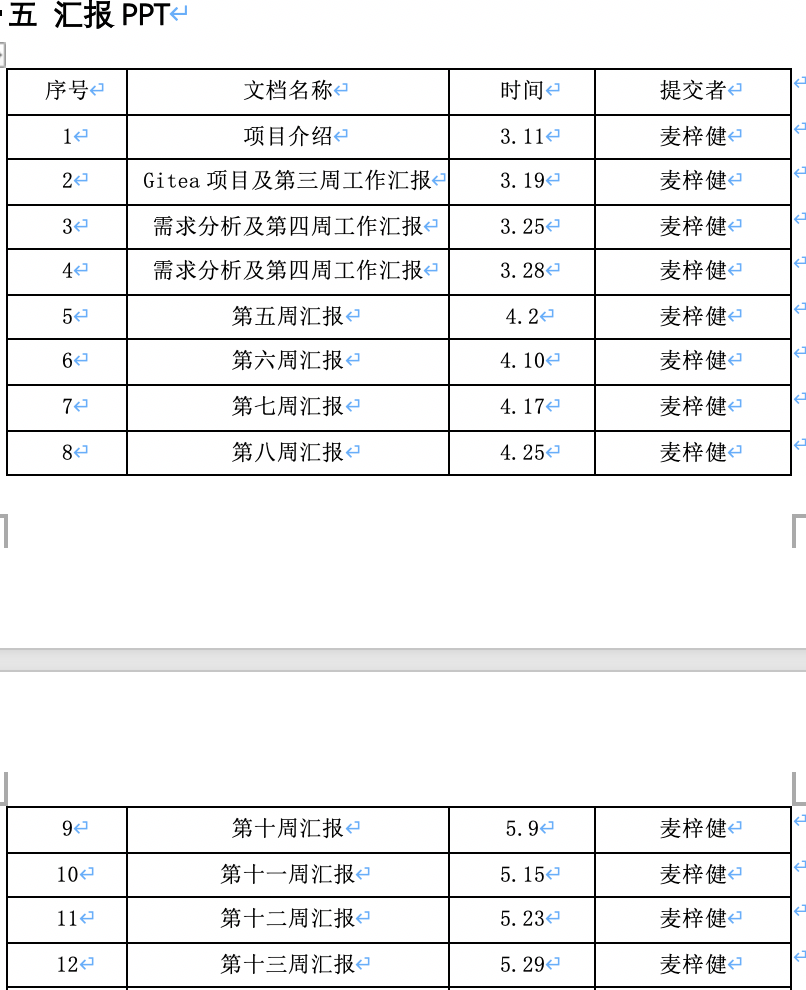 五 汇报 PPT
序号 文档名称 时间 提交者
1 项目介绍 3.11 麦梓健
2 Gitea 项目及第三周工作汇报 3.19 麦梓健
3 需求分析及第四周工作汇报 3.25 麦梓健
4 需求分析及第四周工作汇报 3.28 麦梓健
5 第五周汇报 4.2 麦梓健
6 第六周汇报 4.10 麦梓健
7 第七周汇报 4.17 麦梓健
8 第八周汇报 4.25 麦梓健
9 第十周汇报 5.9 麦梓健
10 第十一周汇报 5.15 麦梓健
11 第十二周汇报 5.23 麦梓健
12 第十三周汇报 5.29 麦梓健